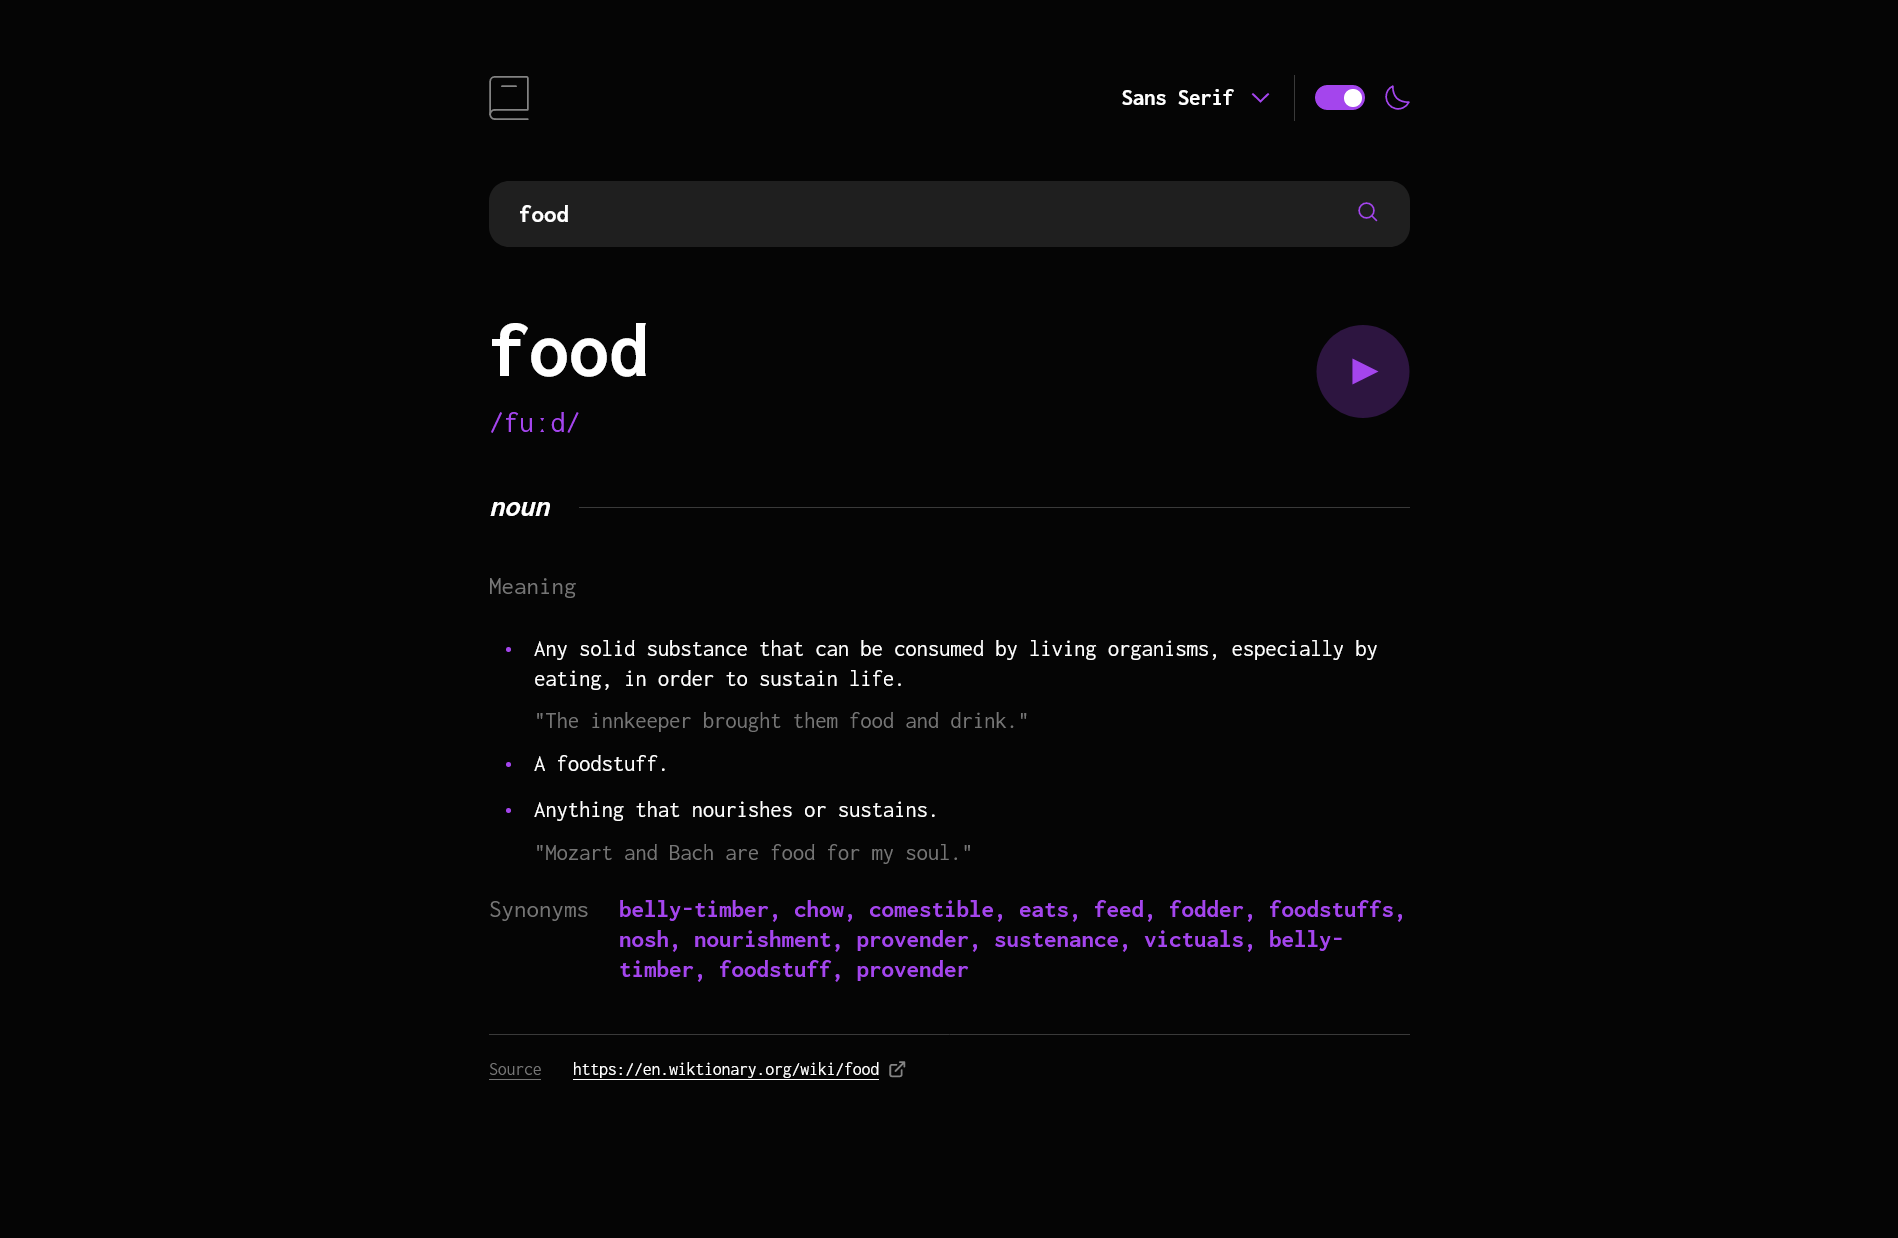 Sans Serif
food
food
/fuːd/
noun
Meaning
• Any solid substance that can be consumed by living organisms, especially by
eating, in order to sustain life.
"The innkeeper brought them food and drink."
• A foodstuff.
• Anything that nourishes or sustains.
"Mozart and Bach are food for my soul."
Synonyms belly-timber, chow, comestible, eats, feed, fodder, foodstuffs,
nosh, nourishment, provender, sustenance, victuals, belly-
timber, foodstuff, provender
Source https://en.wiktionary.org/wiki/food